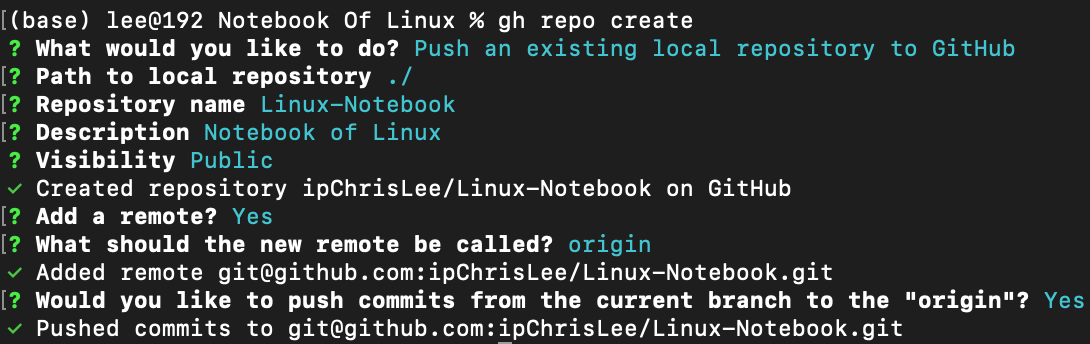 [(base) lee@192 Notebook Of Linux % gh repo create
? What would you like to do? Push an existing local repository to GitHub
[? Path to local repository ./
[? Repository name Linux-Notebook
[? Description Notebook of Linux
? Visibility Public
✓ Created repository ipChrisLee/Linux-Notebook on GitHub
[? Add a remote? Yes
[? What should the new remote be called? origin
✓ Added remote git@github.com:ipChrisLee/Linux-Notebook.git
[? Would you like to push commits from the current branch to the "origin"? Yes
✓ Pushed commits to git@github.com:ipChrisLee/Linux-Notebook.git